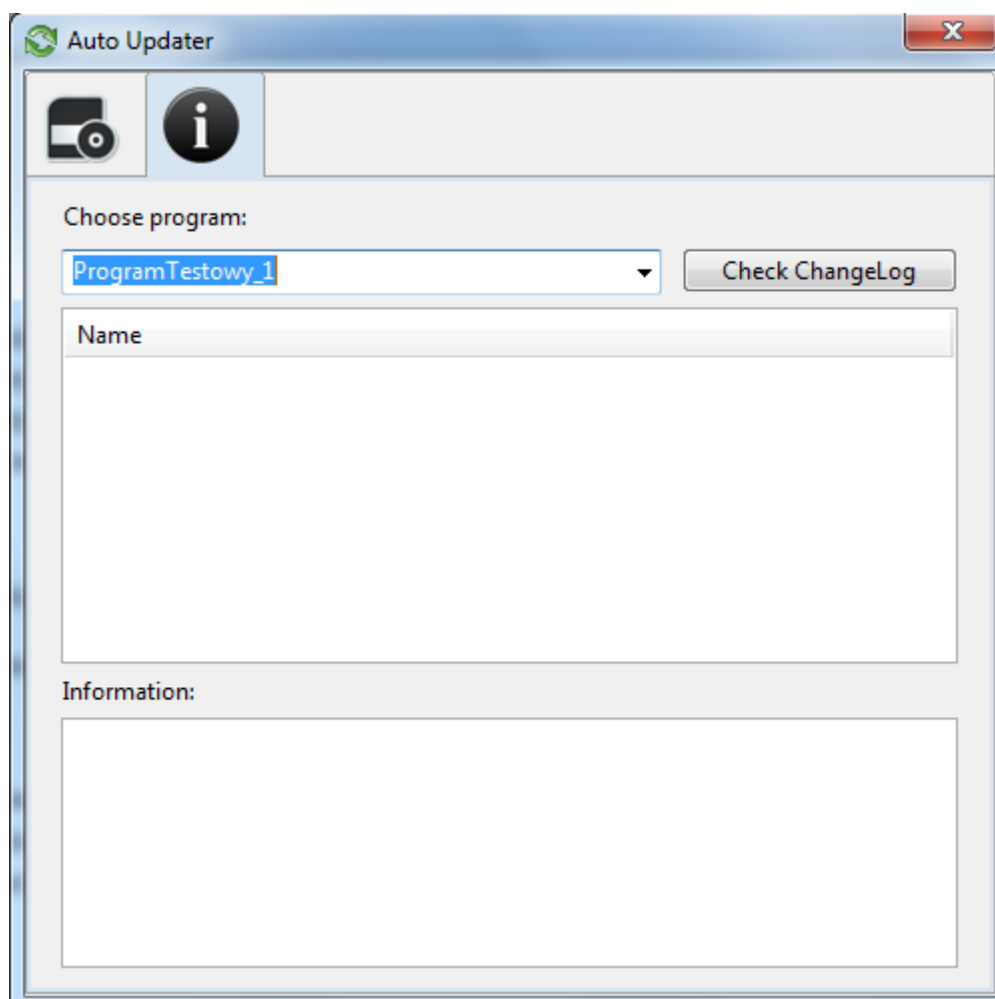 Auto Updater
Choose program:
ProgramTestowy_1
Check ChangeLog
Name
Information: